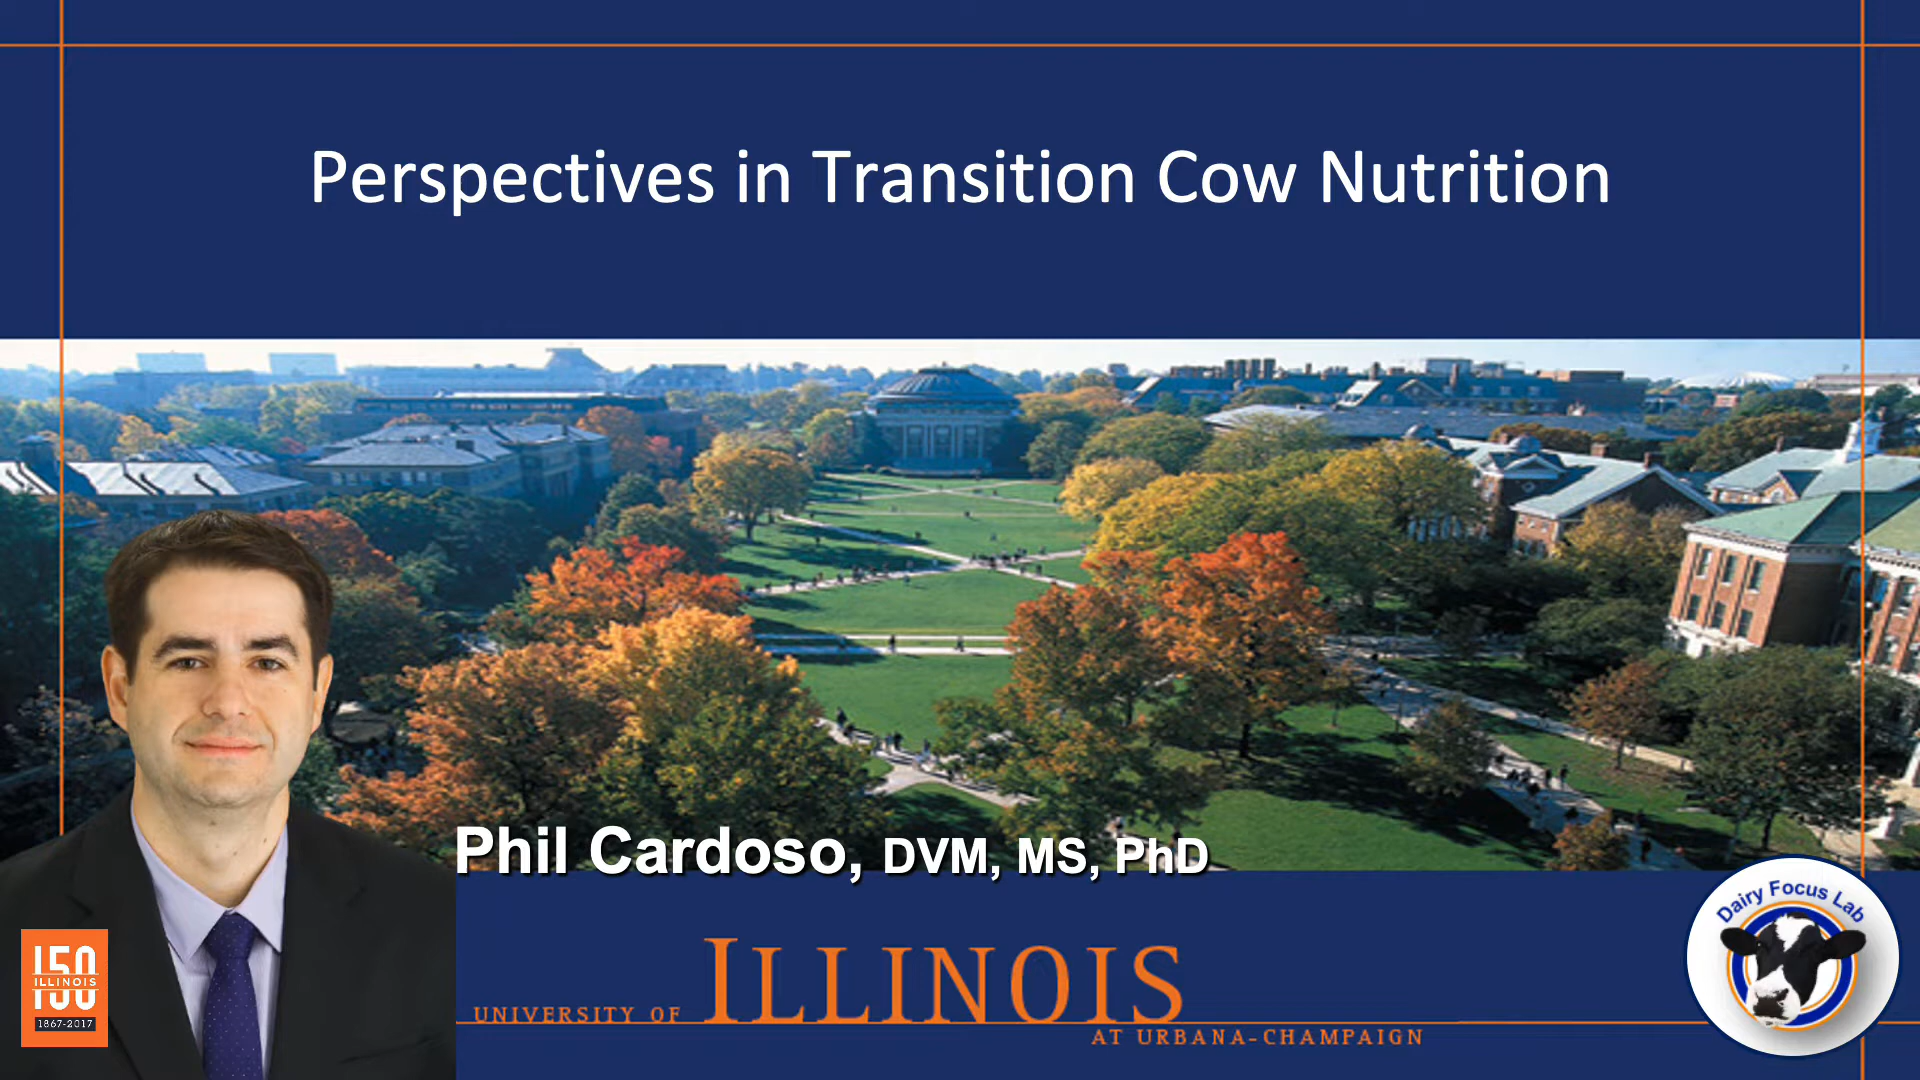 Perspectives in Transition Cow Nutrition
Phil Cardoso, DVM, MS, PhD
150
ILLINOIS
1867-2017
UNIVERSITY OF ILLINOIS
AT URBANA-CHAMPAIGN
Dairy Focus Lab